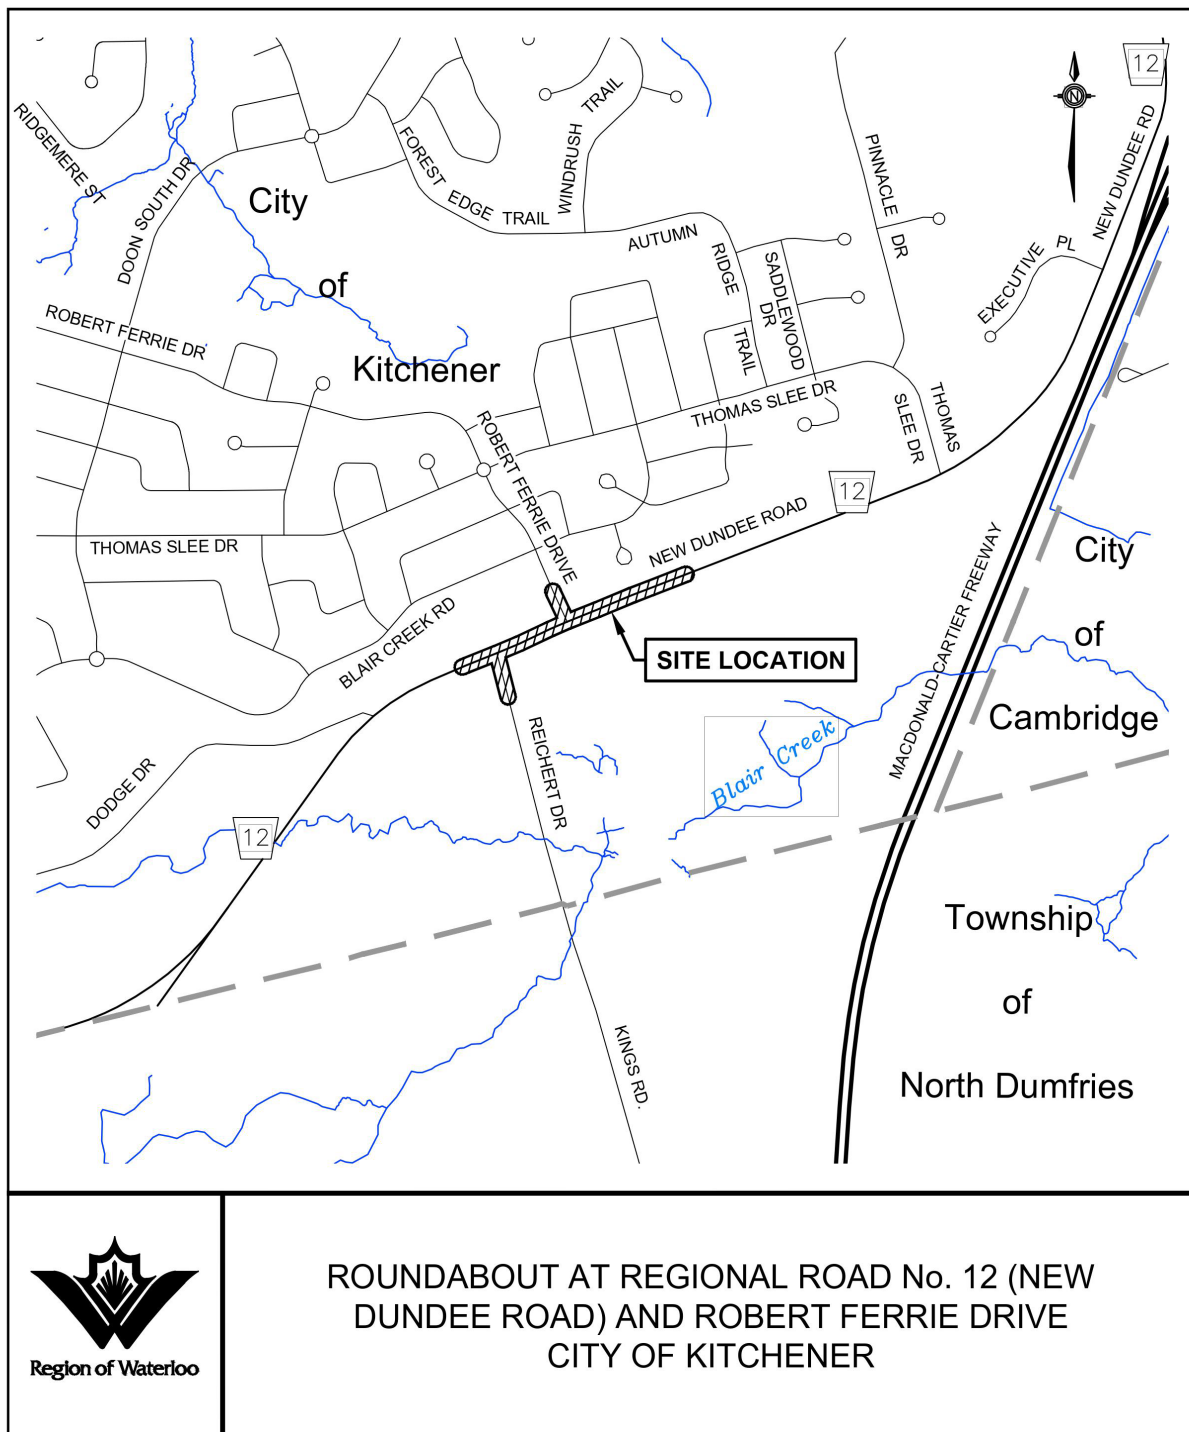 12
N
NEW DUNDEE RD
RIDGEMERE ST
DOON SOUTH DR
City
of
Kitchener
FOREST EDGE TRAIL
WINDRUSH TRAIL
PINNACLE DR
AUTUMN RIDGE TRAIL
SADDLEWOOD DR
EXECUTIVE PL
ROBERT FERRIE DR
THOMAS SLEE DR
THOMAS SLEE DR
ROBERT FERRIE DRIVE
12
NEW DUNDEE ROAD
THOMAS SLEE DR
MACDONALD-CARTIER FREEWAY
City
of
Cambridge
BLAIR CREEK RD
SITE LOCATION
REICHERT DR
Blair Creek
DODGE DR
12
Township
of
North Dumfries
KINGS RD.
Region of Waterloo
ROUNDABOUT AT REGIONAL ROAD No. 12 (NEW
DUNDEE ROAD) AND ROBERT FERRIE DRIVE
CITY OF KITCHENER